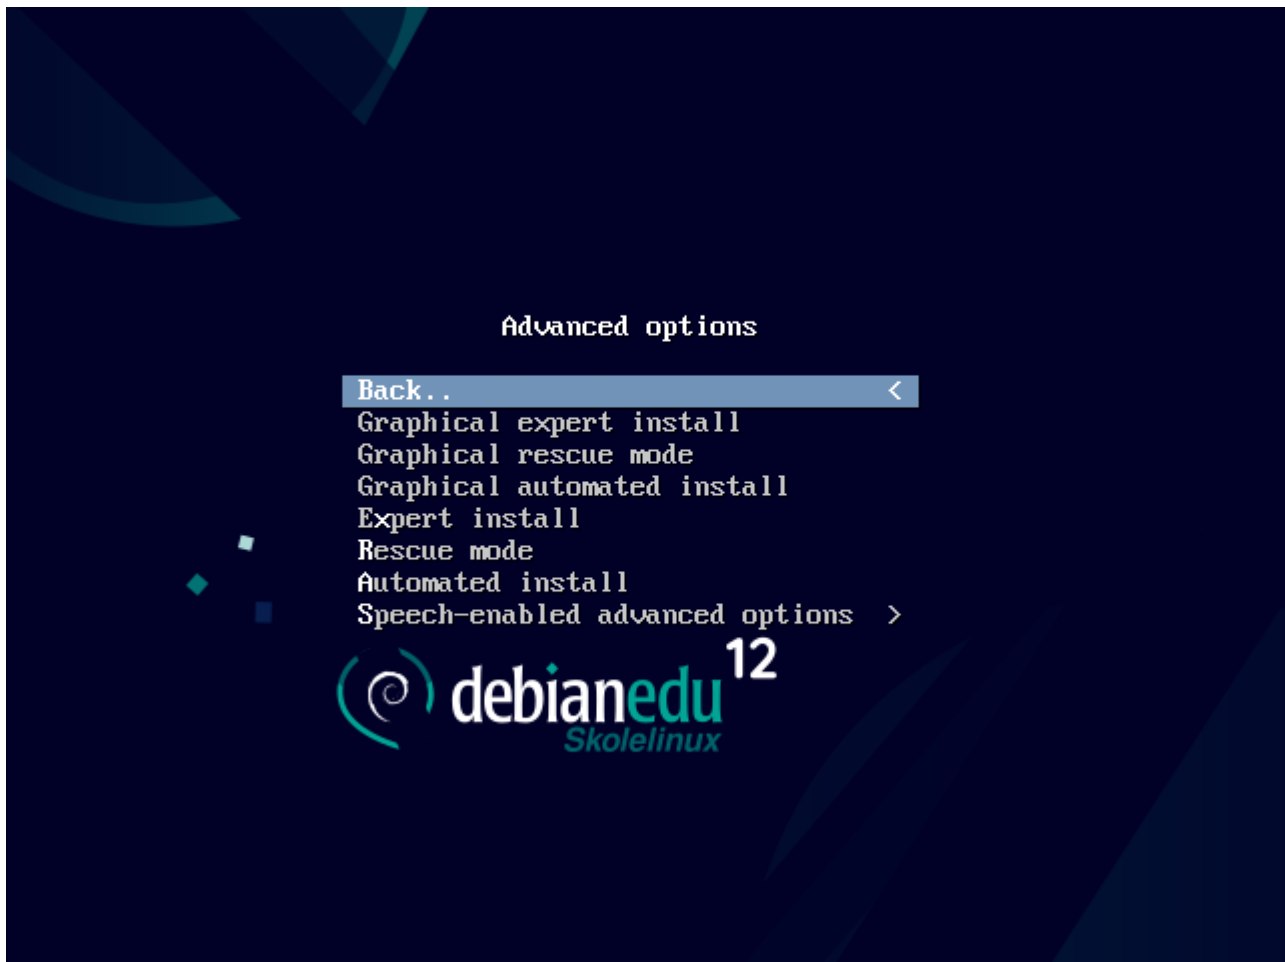 Advanced options
Back.. <
Graphical expert install
Graphical rescue mode
Graphical automated install
Expert install
Rescue mode
Automated install
Speech-enabled advanced options >
debianedu 12
Skolelinux